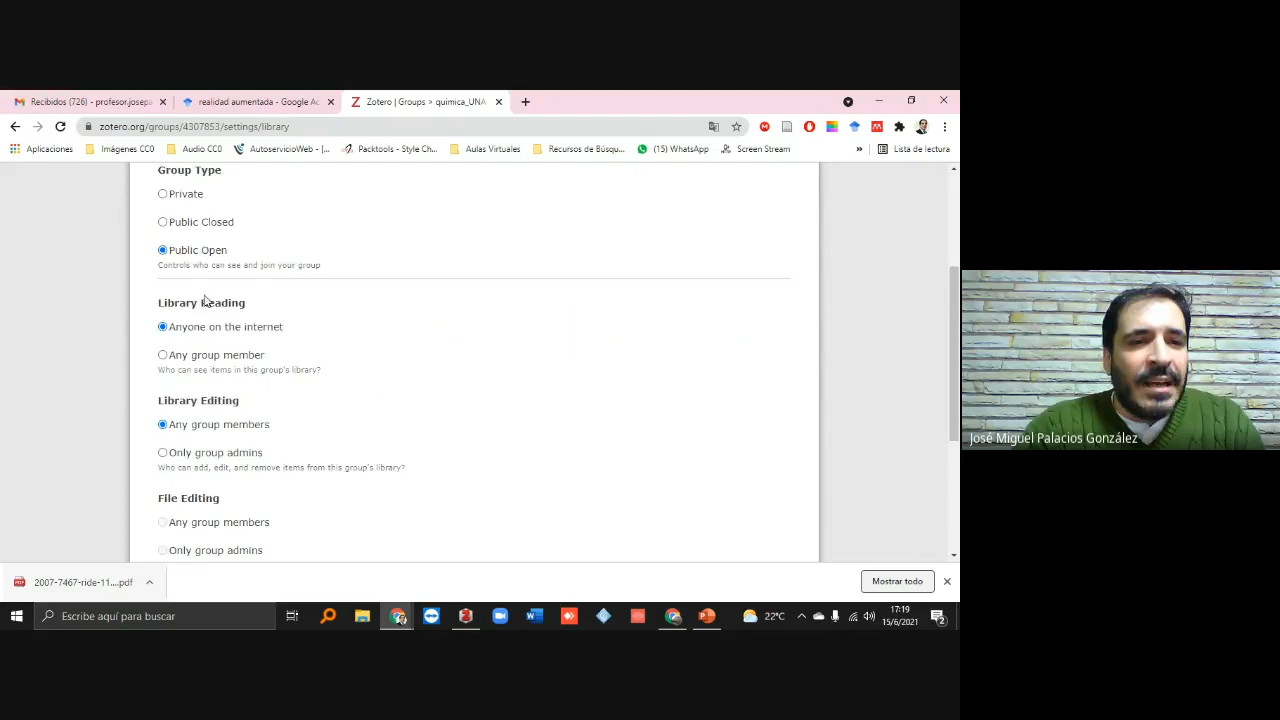 Recibidos (726) - profesor.josepa
realidad aumentada - Google Ac
Zotero | Groups > quimica_UNA
zotero.org/groups/4307853/settings/library
Aplicaciones
Imágenes CC0
Audio CC0
AutoservicioWeb - (...
Packtools - Style Ch...
Aulas Virtuales
Recursos de Búsqu...
(15) WhatsApp
Screen Stream
»
Lista de lectura
Group Type
Private
Public Closed
Public Open
Controls who can see and join your group
Library Reading
Anyone on the internet
Any group member
Who can see items in this group's library?
Library Editing
Any group members
Only group admins
Who can add, edit, and remove items from this group's library?
File Editing
Any group members
Only group admins
José Miguel Palacios González
2007-7467-ride-11....pdf
Mostrar todo
Escribe aquí para buscar
22°C
17:19
15/6/2021
2